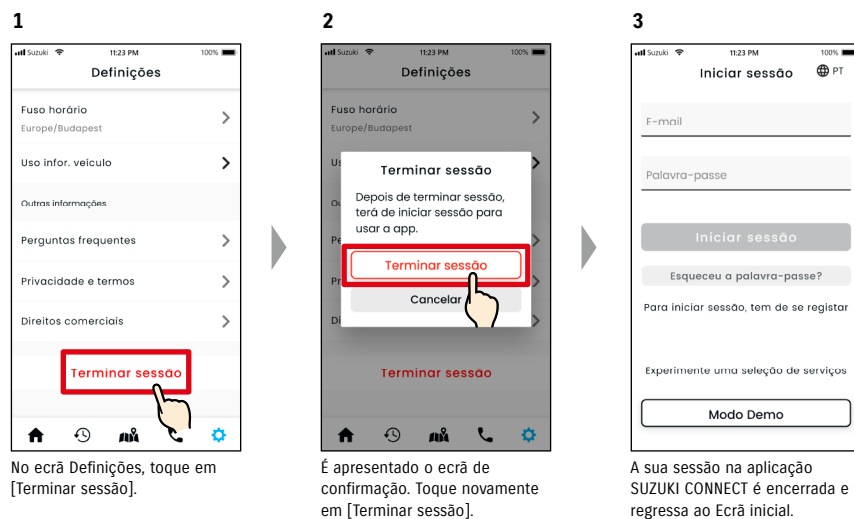 1
Suzuki 11:23 PM 100%
Definições
Fuso horário
Europe/Budapest
Uso infor. veículo
Outras informações
Perguntas frequentes
Privacidade e termos
Direitos comerciais
Terminar sessão
No ecrã Definições, toque em
[Terminar sessão].
2
Suzuki 11:23 PM 100%
Definições
Fuso horário
Europe/Budapest
Terminar sessão
Depois de terminar sessão,
terá de iniciar sessão para
usar a app.
Terminar sessão
Cancelar
Terminar sessão
É apresentado o ecrã de
confirmação. Toque novamente
em [Terminar sessão].
3
Suzuki 11:23 PM 100%
Iniciar sessão PT
E-mail
Palavra-passe
Iniciar sessão
Esqueceu a palavra-passe?
Para iniciar sessão, tem de se registar
Experimente uma seleção de serviços
Modo Demo
A sua sessão na aplicação
SUZUKI CONNECT é encerrada e
regressa ao Ecrã inicial.